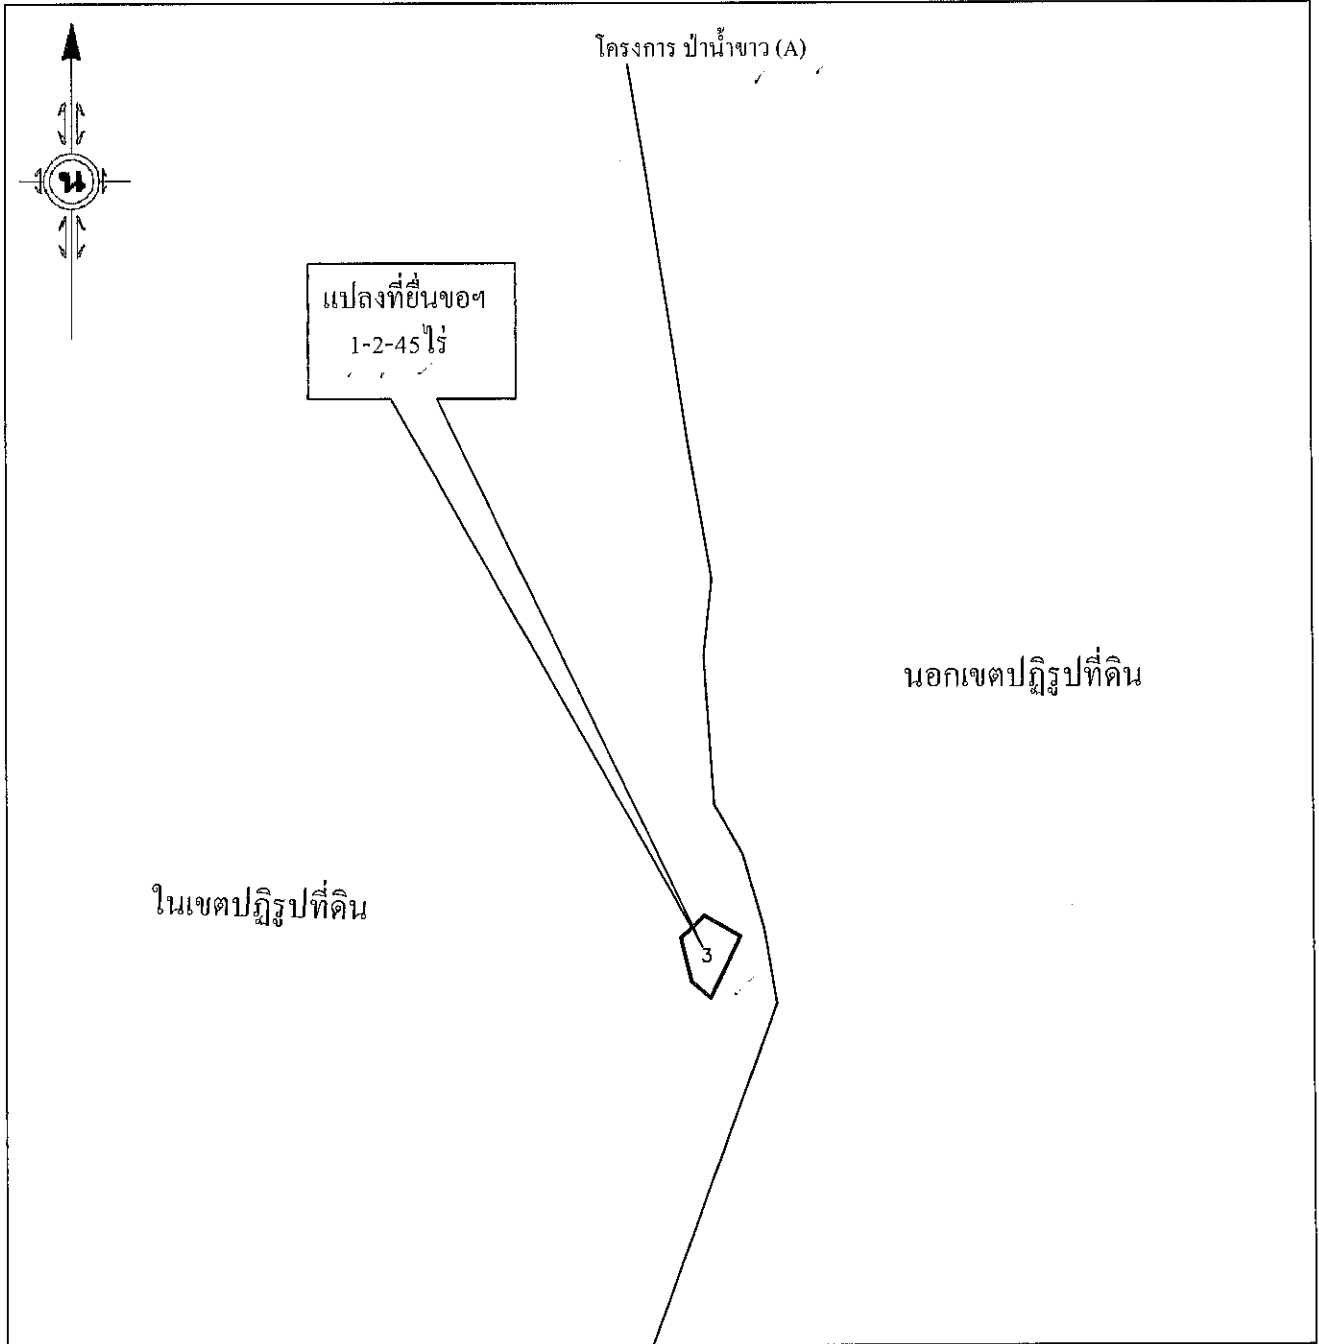 โครงการ ป่าน้ำขาว (A)
น
แปลงที่ยื่นขอฯ
1-2-45 ไร่
นอกเขตปฏิรูปที่ดิน
ในเขตปฏิรูปที่ดิน
3